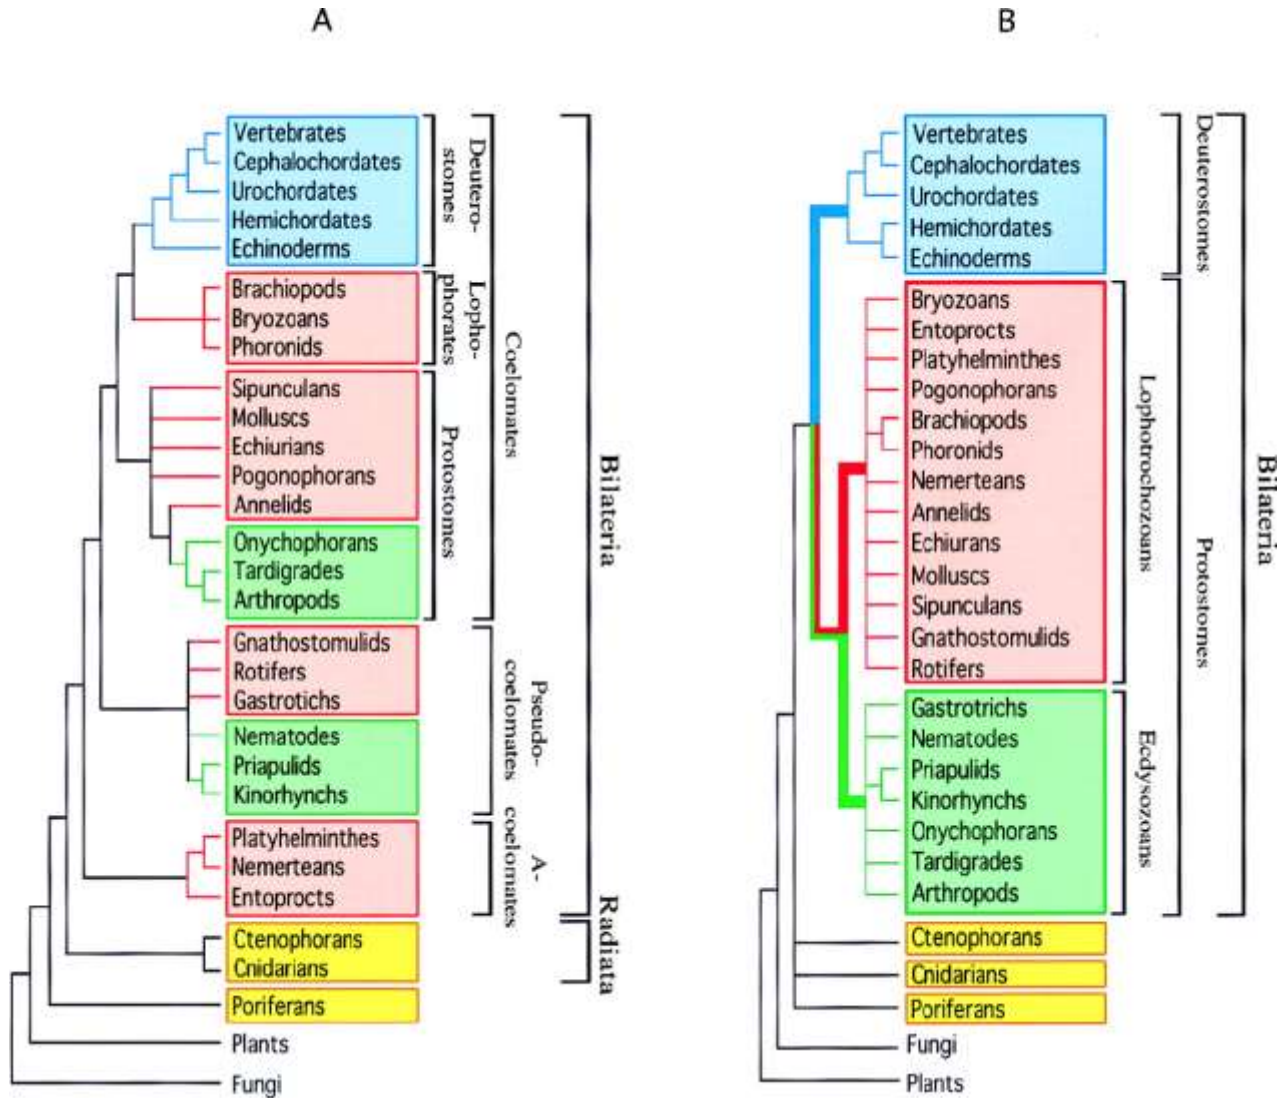 A
Vertebrates
Cephalochordates
Urochordates
Hemichordates
Echinoderms
Brachiopods
Bryozoans
Phoronids
Sipunculans
Molluscs
Echiurians
Pogonophorans
Annelids
Onychophorans
Tardigrades
Arthropods
Gnathostomulids
Rotifers
Gastrotichs
Nematodes
Priapulids
Kinorhynchs
Platyhelminthes
Nemerteans
Entoprocts
Ctenophorans
Cnidarians
Poriferans
Plants
Fungi
Deutero-
stomes
Lopho-
phorates
Protostomes
Coelomates
Pseudo-
coelomates
A-
coelomates
Bilateria
Radiata
B
Vertebrates
Cephalochordates
Urochordates
Hemichordates
Echinoderms
Bryozoans
Entoprocts
Platyhelminthes
Pogonophorans
Brachiopods
Phoronids
Nemerteans
Annelids
Echiurans
Molluscs
Sipunculans
Gnathostomulids
Rotifers
Gastrotrichs
Nematodes
Priapulids
Kinorhynchs
Onychophorans
Tardigrades
Arthropods
Ctenophorans
Cnidarians
Poriferans
Fungi
Plants
Deuterostomes
Lophotrochozoans
Ecdysozoans
Protostomes
Bilateria